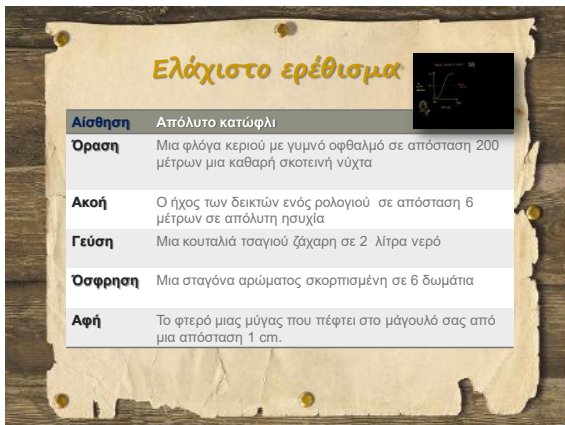 Ελάχιστο ερέθισμα
Αίσθηση Απόλυτο κατώφλι
Όραση Μια φλόγα κεριού με γυμνό οφθαλμό σε απόσταση 200
μέτρων μια καθαρή σκοτεινή νύχτα
Ακοή Ο ήχος των δεικτών ενός ρολογιού σε απόσταση 6
μέτρων σε απόλυτη ησυχία
Γεύση Μια κουταλιά τσαγιού ζάχαρη σε 2 λίτρα νερό
Όσφρηση Μια σταγόνα αρώματος σκορπισμένη σε 6 δωμάτια
Αφή Το φτερό μιας μύγας που πέφτει στο μάγουλό σας από
μια απόσταση 1 cm.